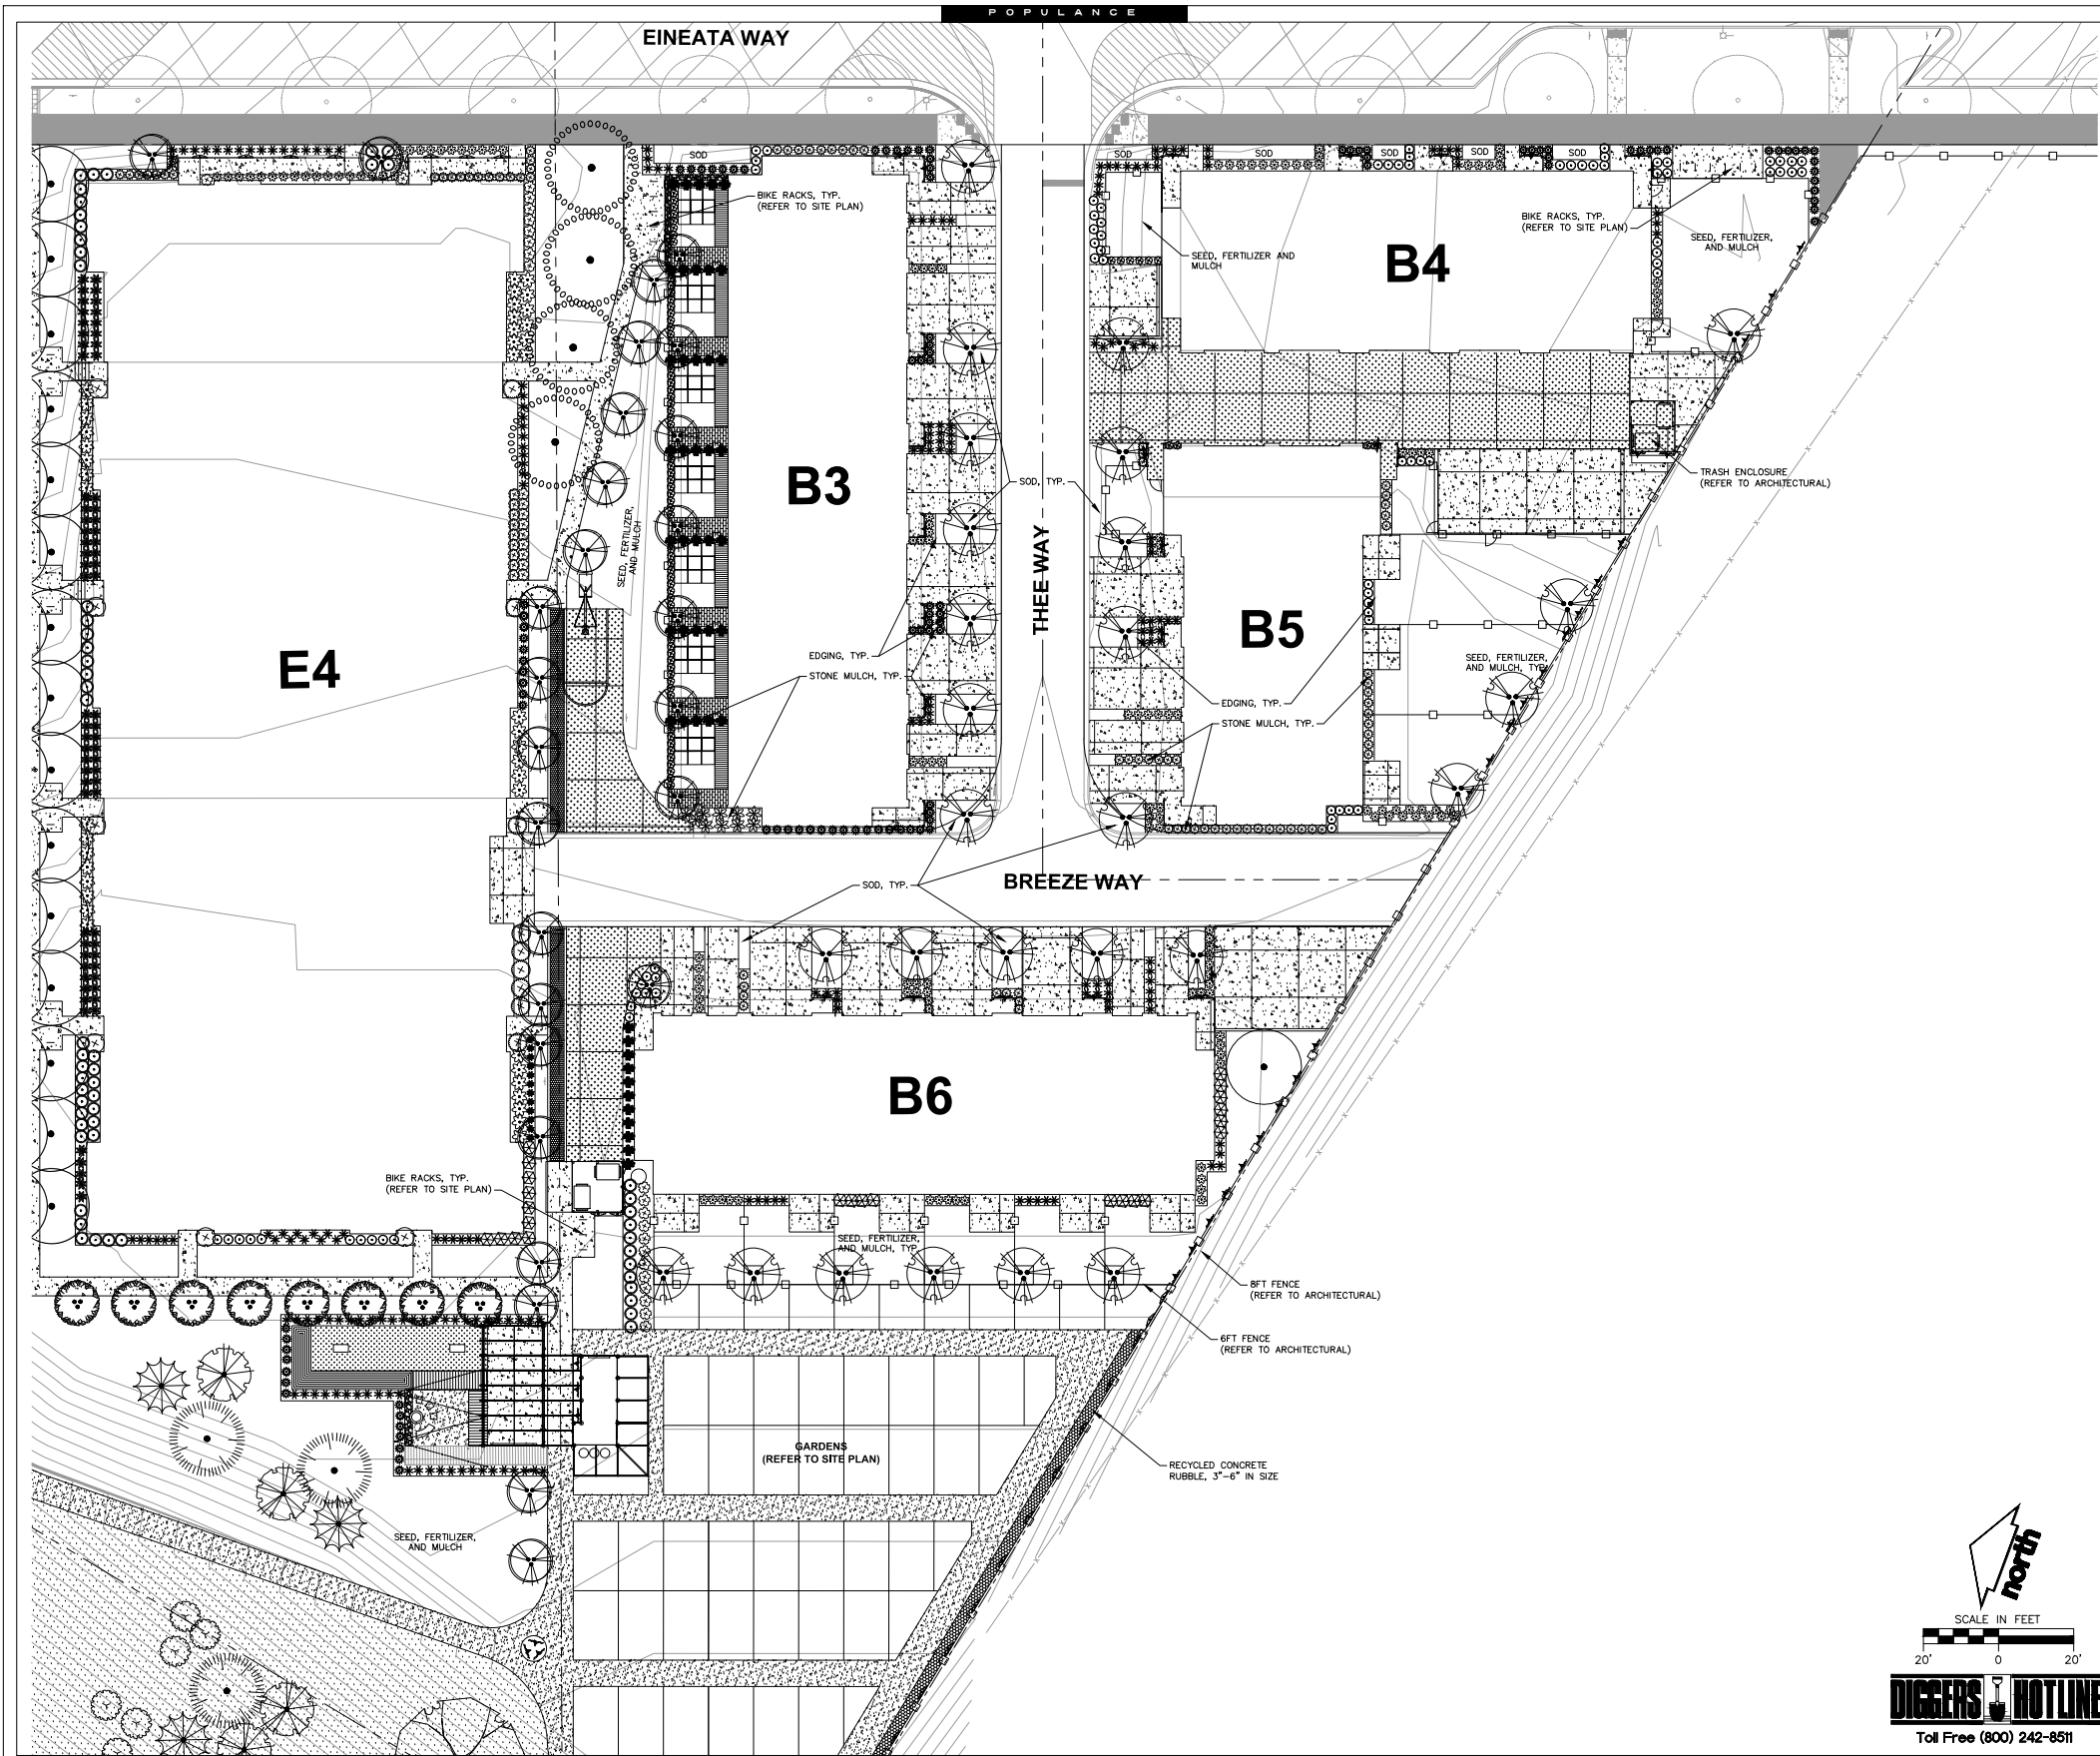 POPULANCE
EINEATA WAY
SOD
SOD
SOD
SOD
SOD
SOD
BIKE RACKS, TYP.
(REFER TO SITE PLAN)
BIKE RACKS, TYP.
(REFER TO SITE PLAN)
SEED, FERTILIZER,
AND MULCH
SEED, FERTILIZER AND
MULCH
B4
B3
SOD, TYP.
TRASH ENCLOSURE
(REFER TO ARCHITECTURAL)
SEED, FERTILIZER,
AND MULCH
THEE WAY
B5
E4
EDGING, TYP.
STONE MULCH, TYP.
SEED, FERTILIZER,
AND MULCH, TYP.
EDGING, TYP.
STONE MULCH, TYP.
SOD, TYP.
BREEZE WAY
B6
BIKE RACKS, TYP.
(REFER TO SITE PLAN)
SEED, FERTILIZER,
AND MULCH, TYP.
8FT FENCE
(REFER TO ARCHITECTURAL)
6FT FENCE
(REFER TO ARCHITECTURAL)
GARDENS
(REFER TO SITE PLAN)
RECYCLED CONCRETE
RUBBLE, 3"-6" IN SIZE
SEED, FERTILIZER,
AND MULCH
north
SCALE IN FEET
20' 0 20'
DIGGERS HOTLINE
Toll Free (800) 242-8511